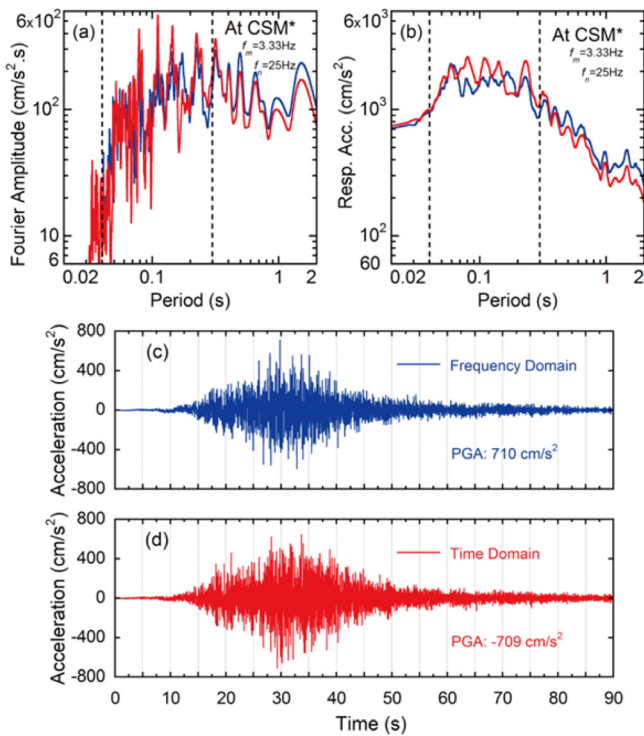 (a)
At CSM*
fm=3.33Hz
fn=25Hz
6x10²
10²
10
6
Fourier Amplitude (cm/s².s)
0.02 0.1 1 2
Period (s)
(b)
At CSM*
fm=3.33Hz
fn=25Hz
6x10³
10³
10²
60
Resp. Acc. (cm/s²)
0.02 0.1 1 2
Period (s)
(c)
Frequency Domain
PGA: 710 cm/s²
800
400
0
-400
-800
Acceleration (cm/s²)
(d)
Time Domain
PGA: -709 cm/s²
800
400
0
-400
-800
Acceleration (cm/s²)
0 10 20 30 40 50 60 70 80 90
Time (s)